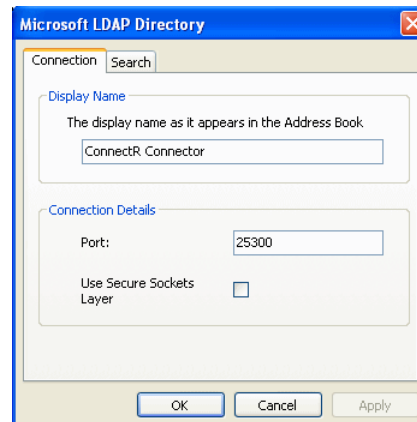 Microsoft LDAP Directory
Connection
Search
Display Name
The display name as it appears in the Address Book
ConnectR Connector
Connection Details
Port:
25300
Use Secure Sockets
Layer
OK
Cancel
Apply